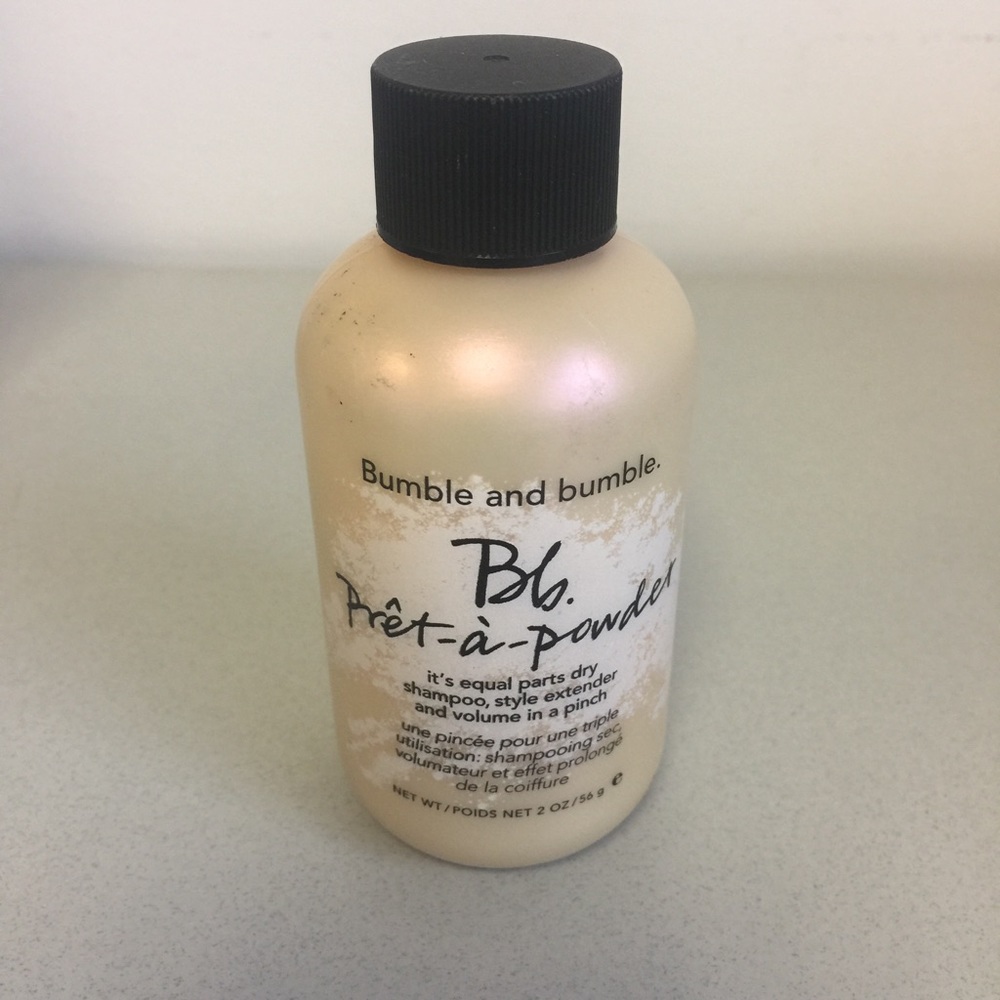 Bumble and bumble.
Bb.
Prêt-à-powder
it's equal parts dry
shampoo, style extender
and volume in a pinch
une pincée pour une triple
utilisation: shampooing sec,
volumateur et effet prolongé
de la coiffure
NET WT/POIDS NET 2 OZ/56 g ℮